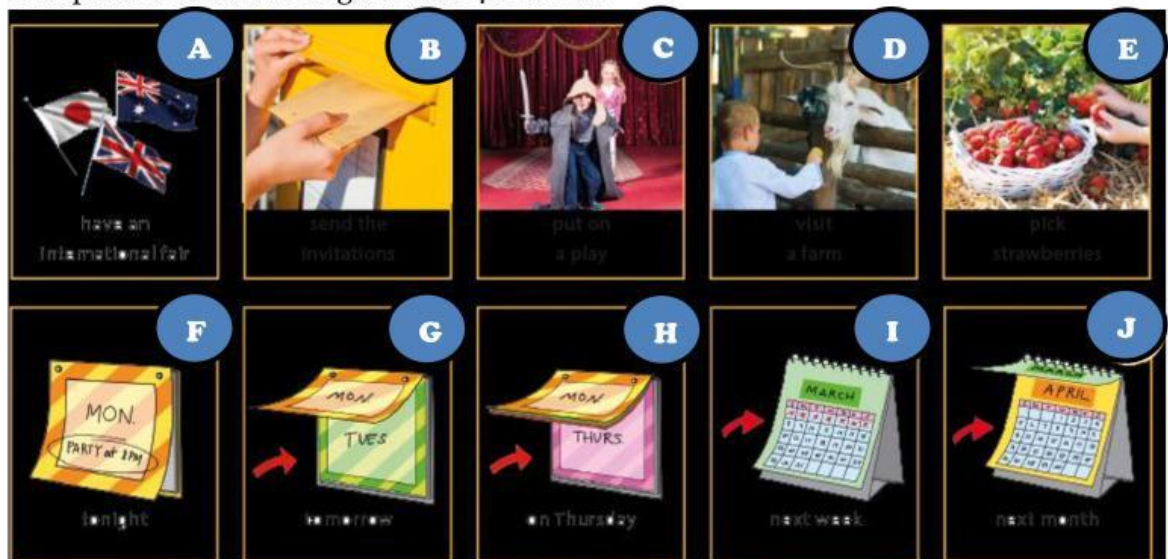 A
B
C
D
E
have an
International fair
send the
invitations
put on
a play
visit
a farm
pick
strawberries
F
G
H
I
J
MON.
PARTY at 8PM
MON
TUES
MON
THURS.
MARCH
APRIL
tonight
tomorrow
on Thursday
next week
next month